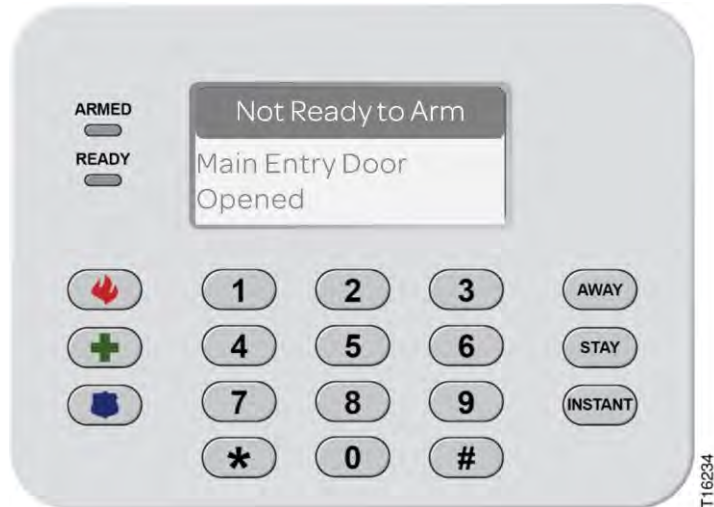 ARMED
Not Ready to Arm
READY
Main Entry Door
Opened
1 2 3 AWAY
4 5 6 STAY
7 8 9 INSTANT
* 0 #
T16234